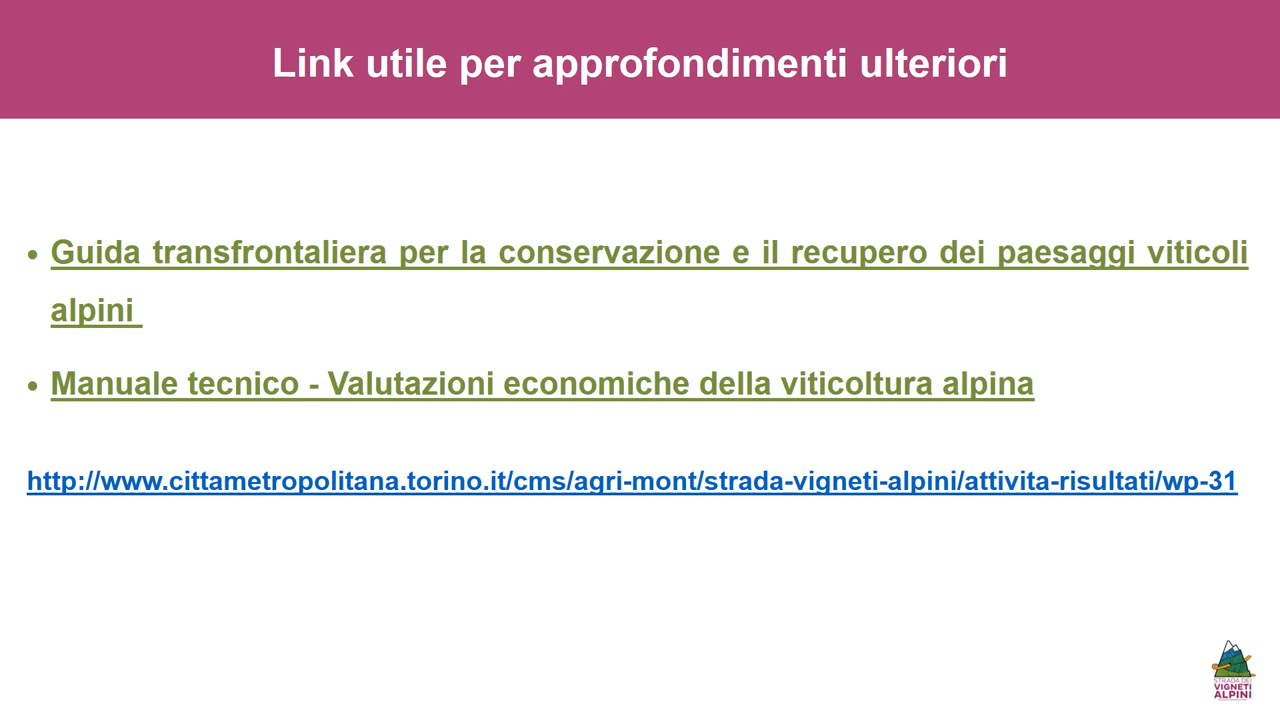 Link utile per approfondimenti ulteriori
• Guida transfrontaliera per la conservazione e il recupero dei paesaggi viticoli
alpini
• Manuale tecnico - Valutazioni economiche della viticoltura alpina
http://www.cittametropolitana.torino.it/cms/agri-mont/strada-vigneti-alpini/attivita-risultati/wp-31
STRADA DEI
VIGNETI
ALPINI